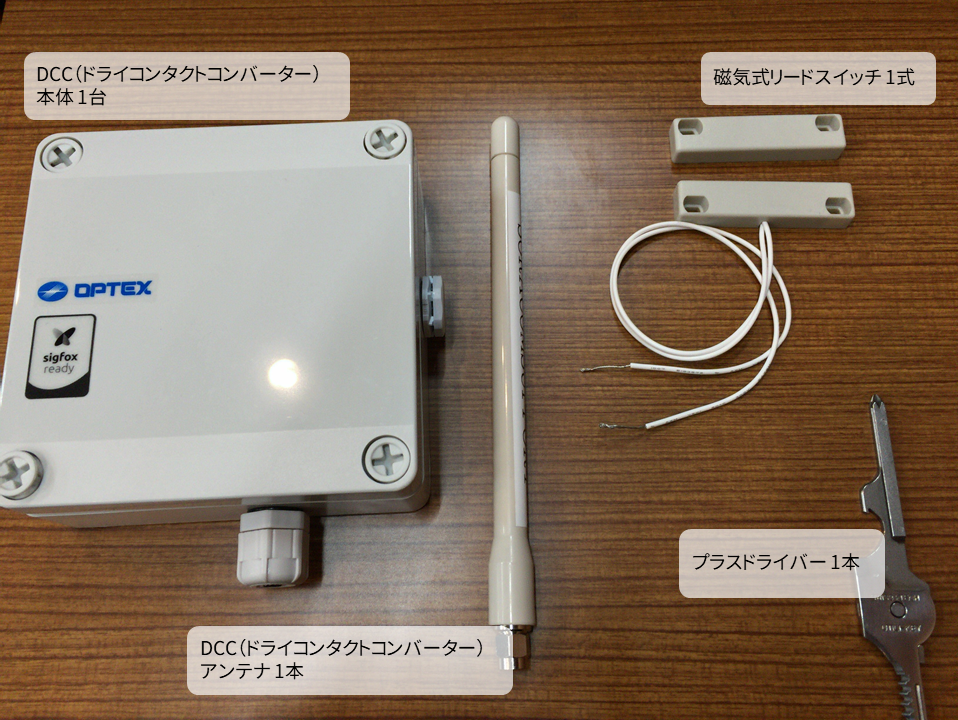 DCC（ドライコンタクトコンバーター）
本体 1台
磁気式リードスイッチ 1式
OPTEX
sigfox
ready
プラスドライバー 1本
DCC（ドライコンタクトコンバーター）
アンテナ 1本